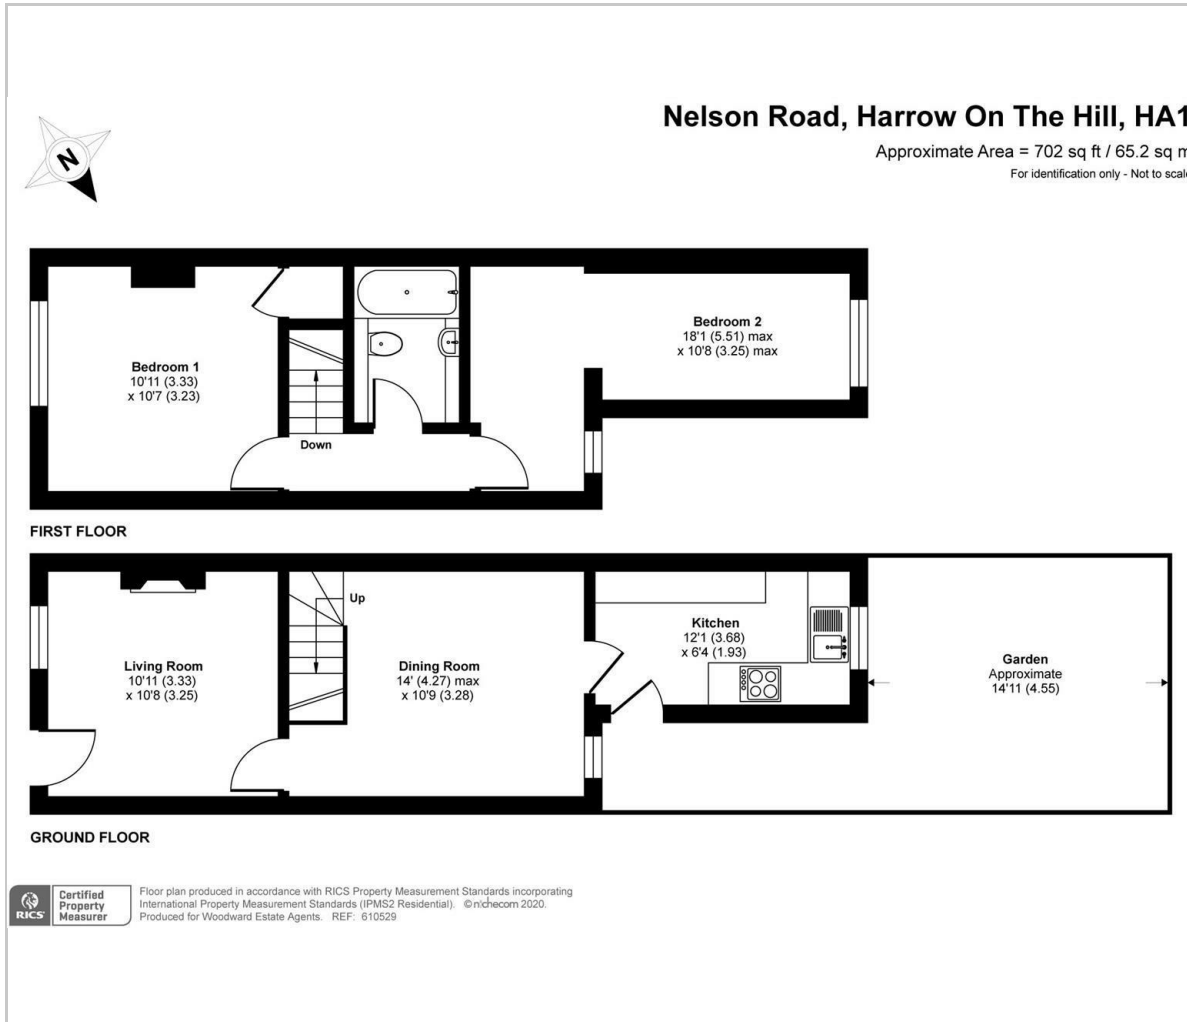 Nelson Road, Harrow On The Hill, HA1
Approximate Area = 702 sq ft / 65.2 sq m
For identification only - Not to scale
N
Bedroom 1
10'11 (3.33)
x 10'7 (3.23)
Down
Bedroom 2
18'1 (5.51) max
x 10'8 (3.25) max
FIRST FLOOR
Living Room
10'11 (3.33)
x 10'8 (3.25)
Up
Dining Room
14' (4.27) max
x 10'9 (3.28)
Kitchen
12'1 (3.68)
x 6'4 (1.93)
Garden
Approximate
14'11 (4.55)
GROUND FLOOR
RICS
Certified
Property
Measurer
Floor plan produced in accordance with RICS Property Measurement Standards incorporating
International Property Measurement Standards (IPMS2 Residential). © nichecom 2020.
Produced for Woodward Estate Agents. REF: 610529